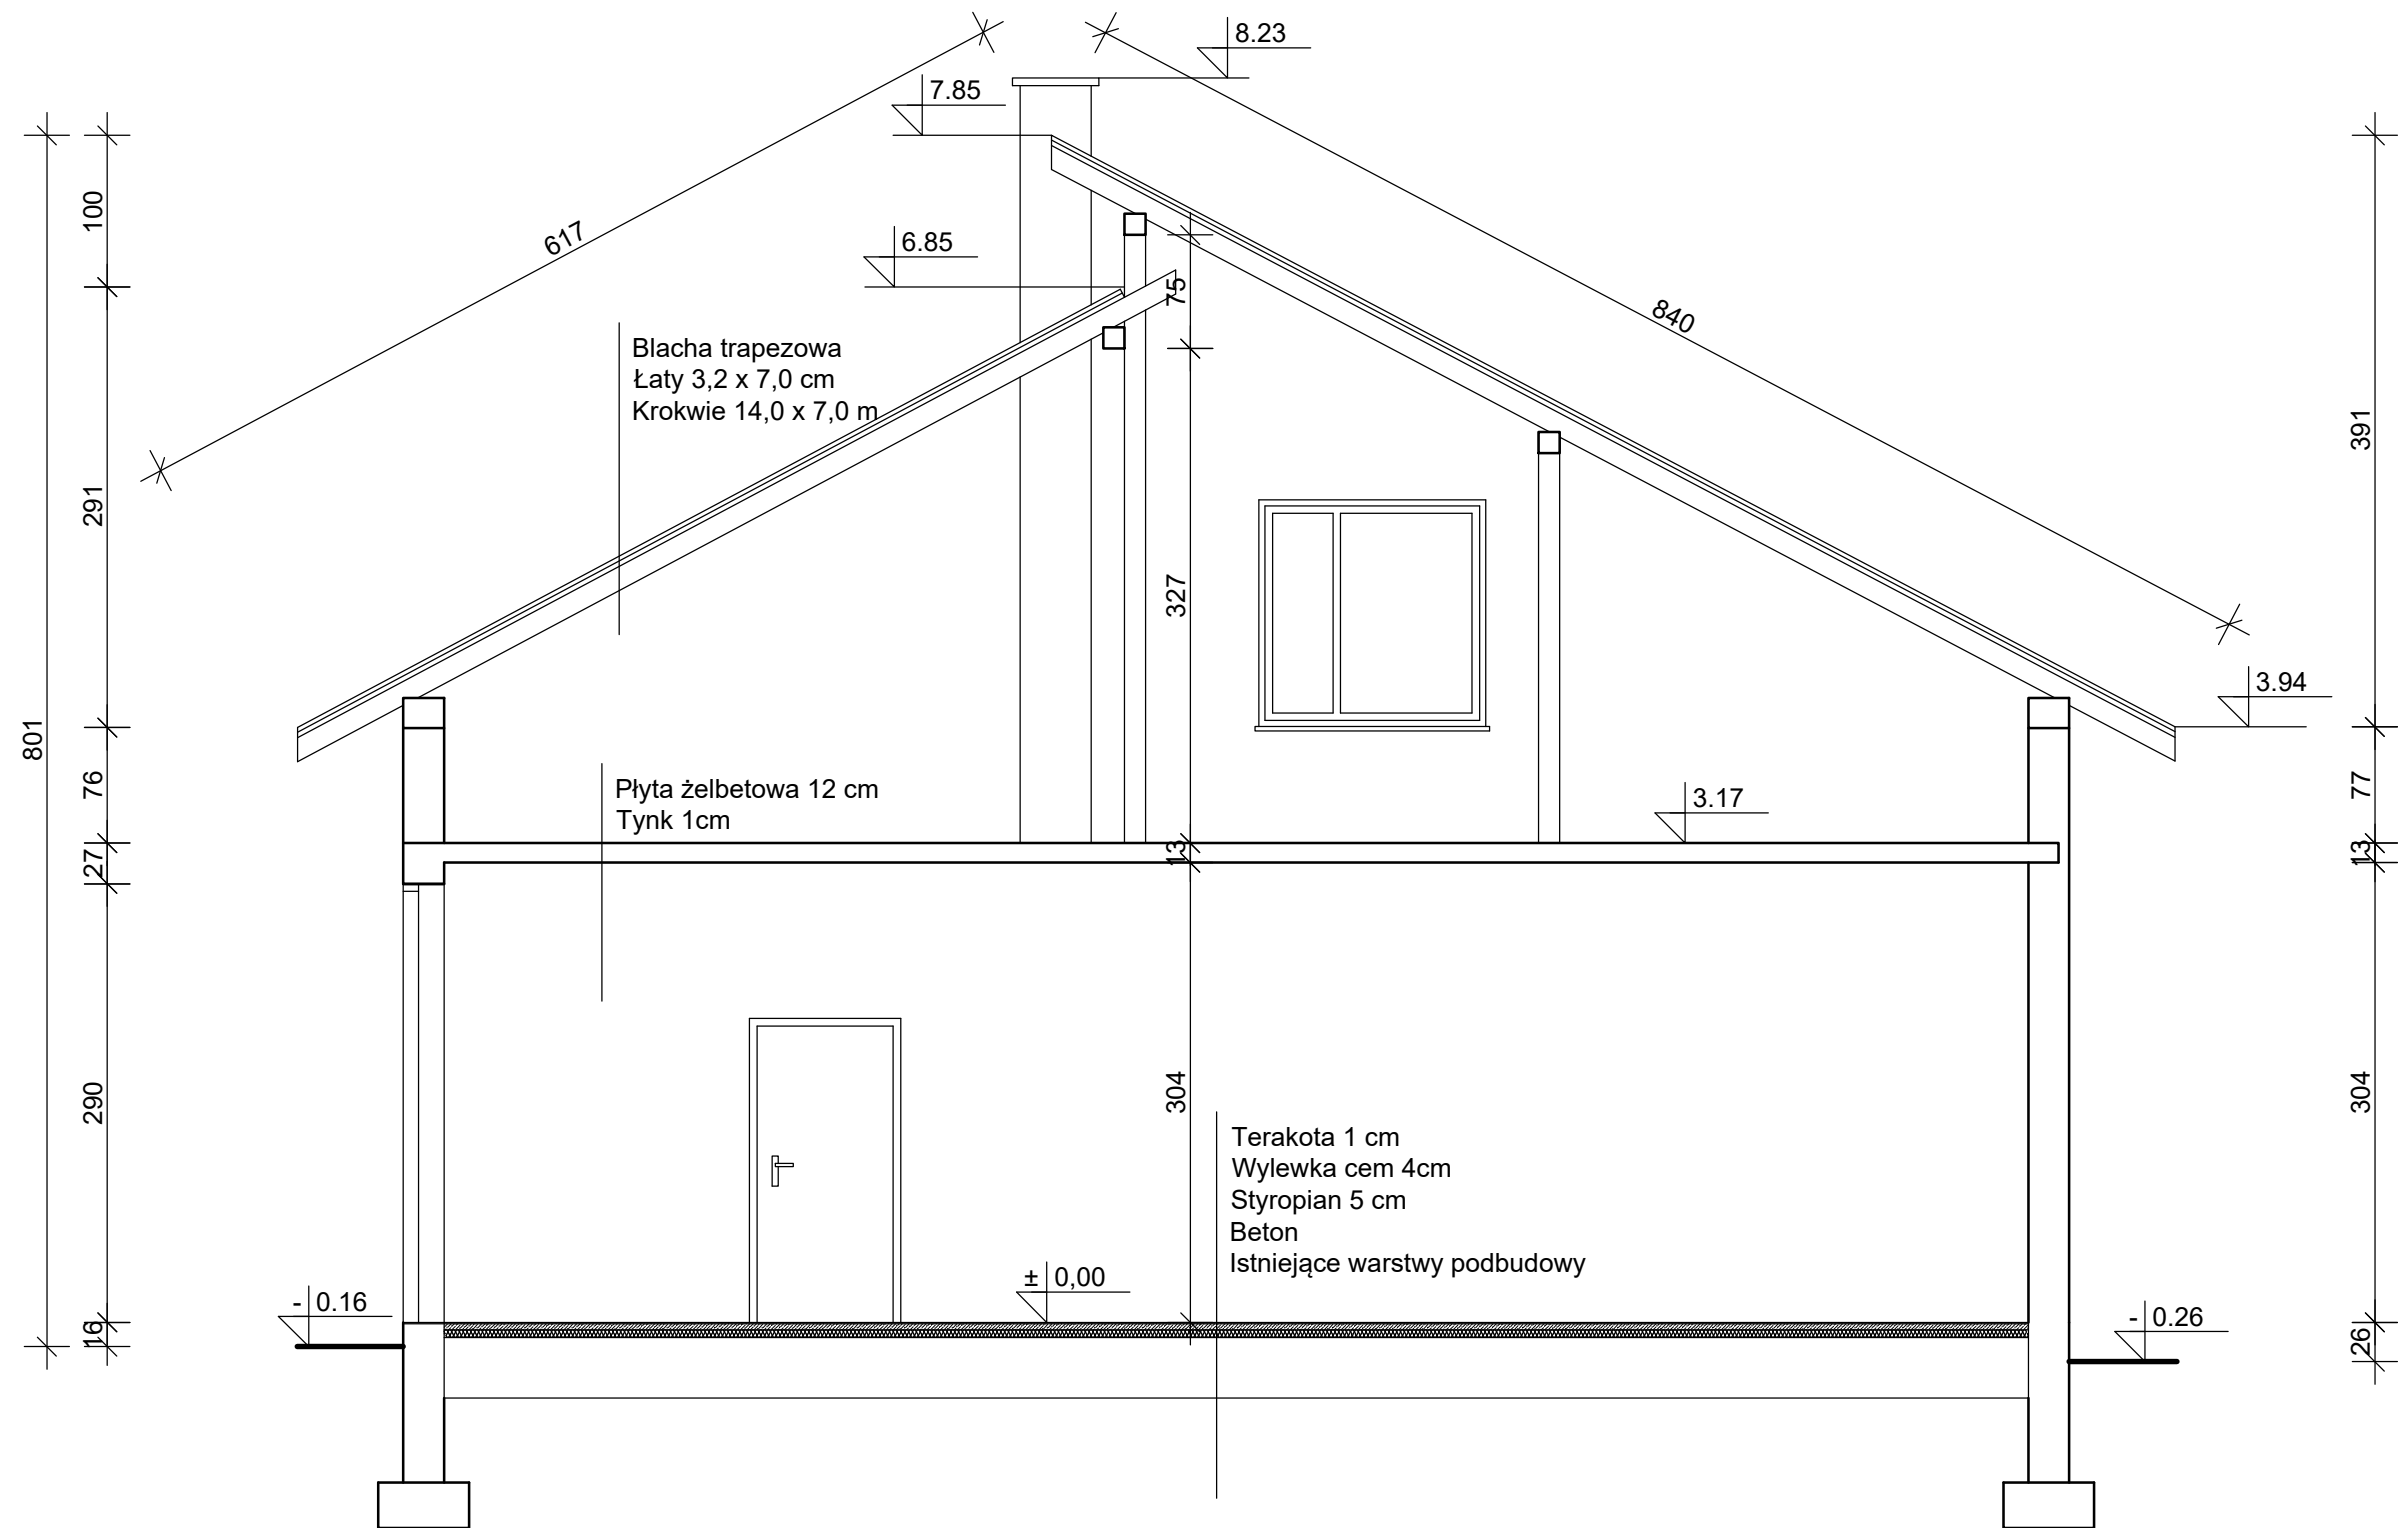 8.23
7.85
100
617
6.85
75
840
Blacha trapezowa
Łaty 3,2 x 7,0 cm
Krokwie 14,0 x 7,0 m
391
291
327
3.94
801
76
Płyta żelbetowa 12 cm
Tynk 1cm
3.17
77
27
13
13
290
304
304
Terakota 1 cm
Wylewka cem 4cm
Styropian 5 cm
Beton
Istniejące warstwy podbudowy
± 0,00
- 0.16
- 0.26
16
26